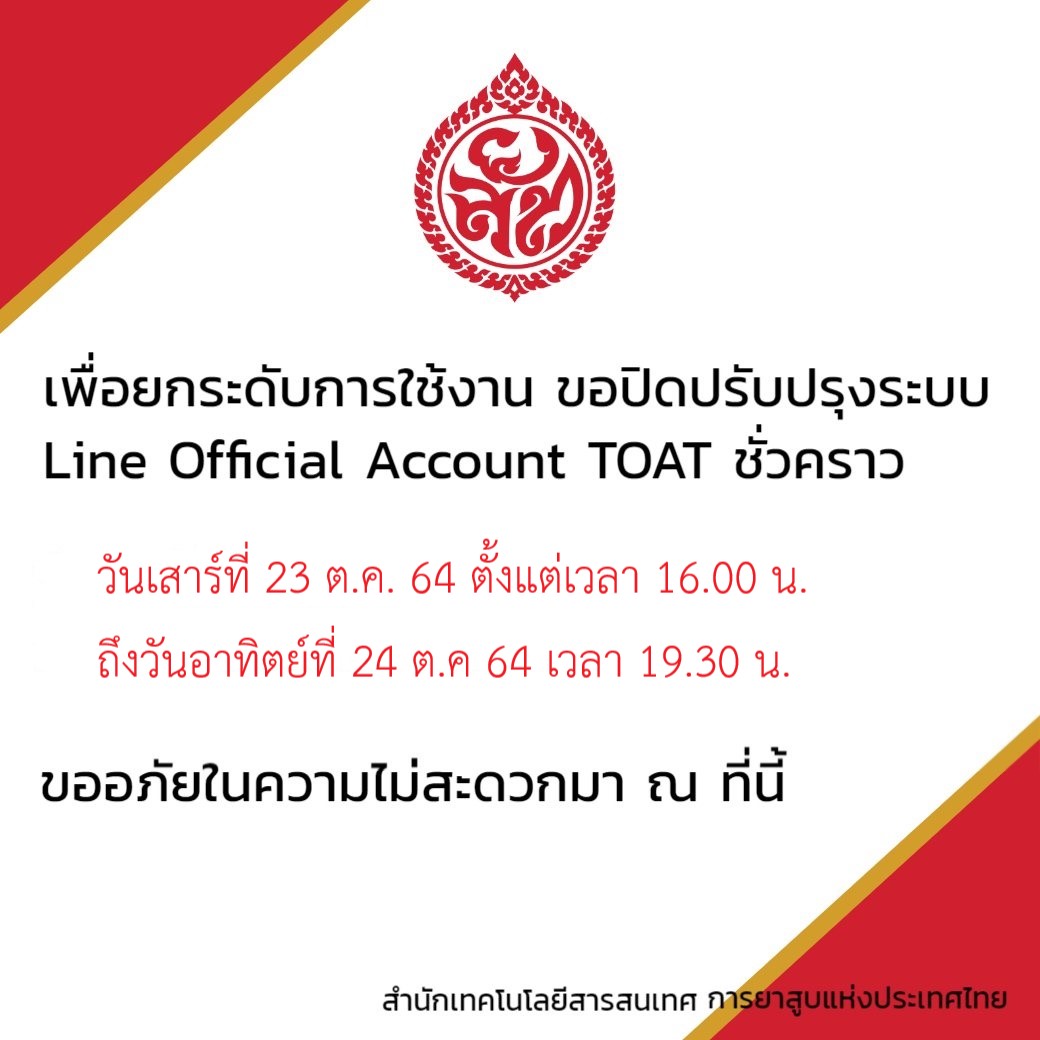 ยสท
เพื่อยกระดับการใช้งาน ขอปิดปรับปรุงระบบ
Line Official Account TOAT ชั่วคราว
วันเสาร์ที่ 23 ต.ค. 64 ตั้งแต่เวลา 16.00 น.
ถึงวันอาทิตย์ที่ 24 ต.ค 64 เวลา 19.30 น.
ขออภัยในความไม่สะดวกมา ณ ที่นี้
สำนักเทคโนโลยีสารสนเทศ การยาสูบแห่งประเทศไทย